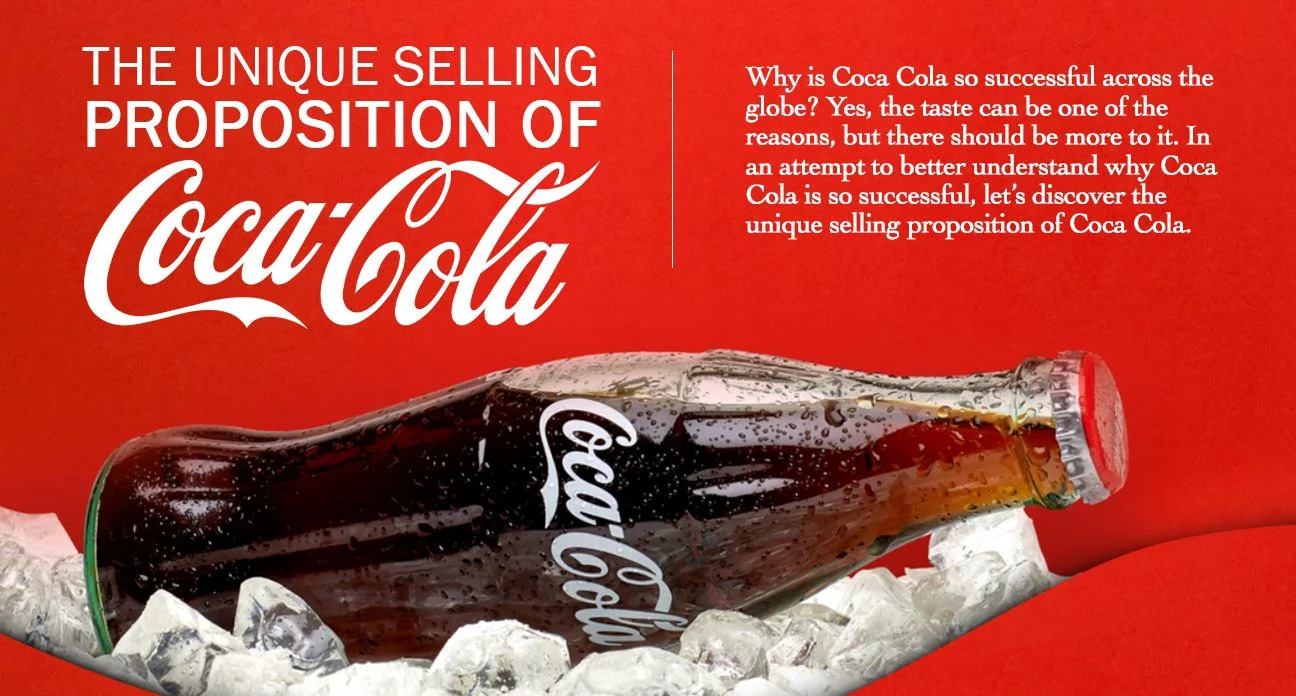 THE UNIQUE SELLING
PROPOSITION OF
Coca-Cola
Why is Coca Cola so successful across the
globe? Yes, the taste can be one of the
reasons, but there should be more to it. In
an attempt to better understand why Coca
Cola is so successful, let's discover the
unique selling proposition of Coca Cola.
Coca-Cola